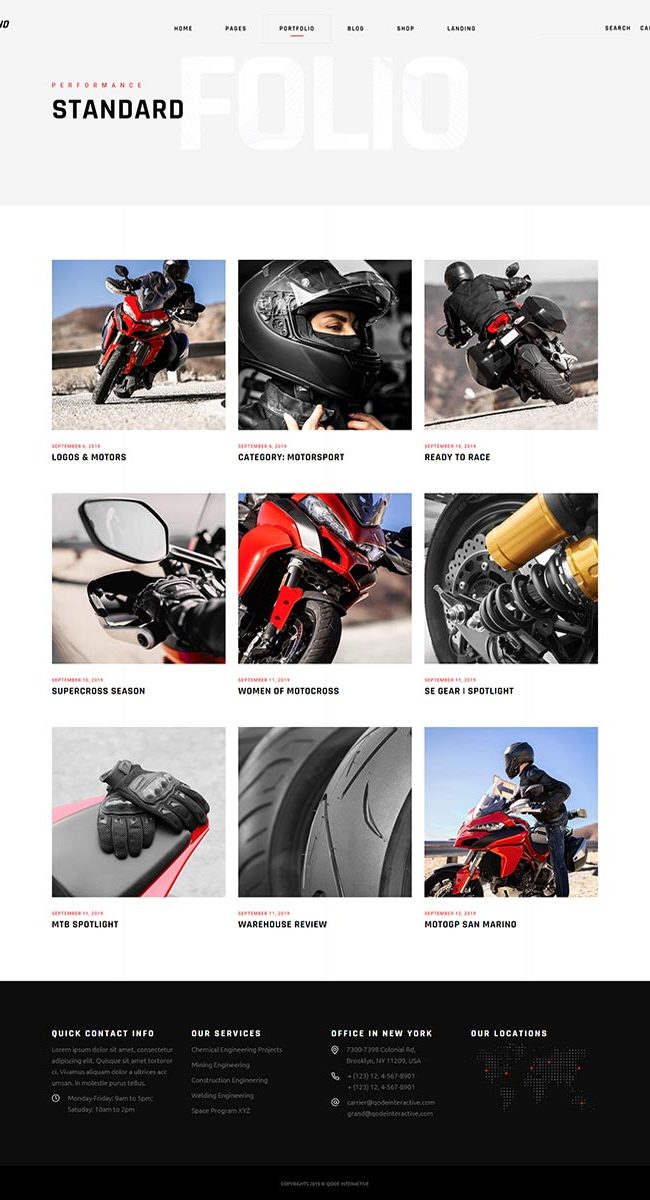 HOME PAGES PORTFOLIO BLOG SHOP LANDING SEARCH
PERFORMANCE
STANDARD
FOLIO
SEPTEMBER 6, 2019
LOGOS & MOTORS
SEPTEMBER 6, 2019
CATEGORY: MOTORSPORT
SEPTEMBER 10, 2019
READY TO RACE
SEPTEMBER 10, 2019
SUPERCROSS SEASON
SEPTEMBER 11, 2019
WOMEN OF MOTOCROSS
SEPTEMBER 11, 2019
SE GEAR | SPOTLIGHT
SEPTEMBER 11, 2019
MTB SPOTLIGHT
SEPTEMBER 11, 2019
WAREHOUSE REVIEW
SEPTEMBER 12, 2019
MOTOGP SAN MARINO
QUICK CONTACT INFO
Lorem ipsum dolor sit amet, consectetur
adipisiing elit. Quisque sit amet tortoror
ci. Vivamus aliquam dolor a ultrices acc
umsan. In molestie purus tellus.
Monday-Friday: 9am to 5pm;
Satuday: 10am to 2pm
OUR SERVICES
Chemical Engineering Projects
Mining Engineering
Construction Engineering
Welding Engineering
Space Program XYZ
OFFICE IN NEW YORK
7300-7398 Colonial Rd,
Brooklyn, NY 11209, USA
+ (123) 12, 4-567-8901
+ (123) 12, 4-567-8901
carrier@qodeinteractive.com
grand@qodeinteractive.com
OUR LOCATIONS
COPYRIGHTS 2019 © QODE INTERACTIVE